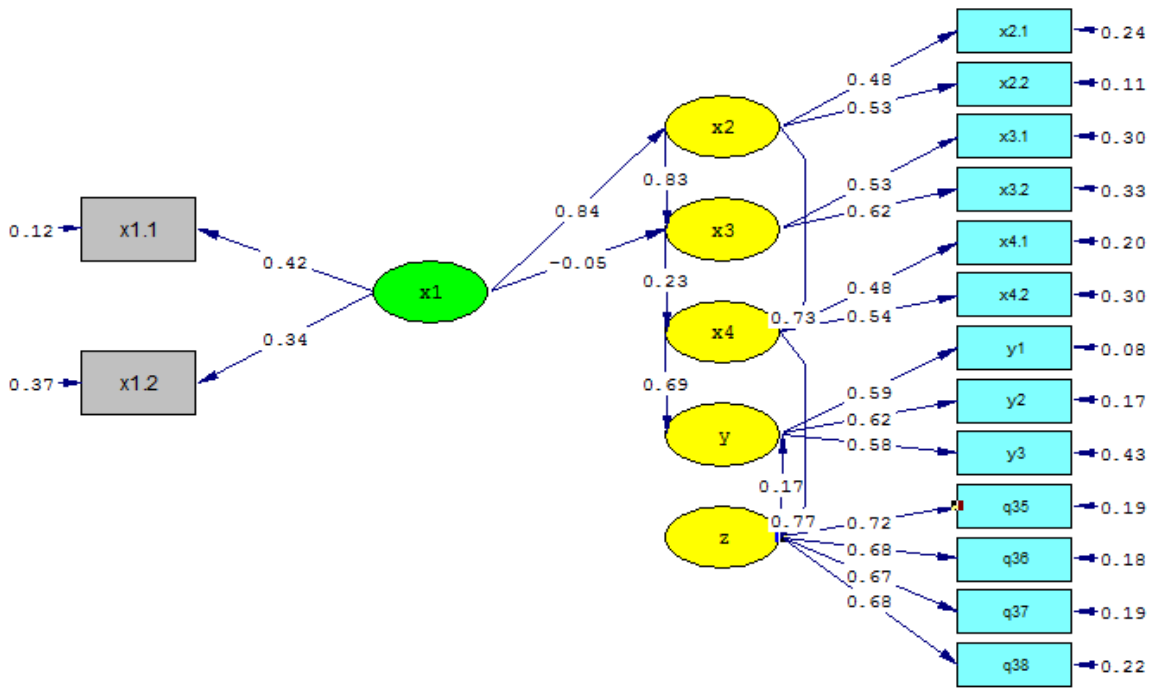 x2.1
0.24
0.48
x2.2
0.11
0.53
x2
x3.1
0.30
0.83
0.53
x3.2
0.33
0.84
0.62
0.12
x1.1
x3
x4.1
0.20
0.42
-0.05
x1
0.23
0.48
x4.2
0.30
0.73
0.54
x4
0.34
y1
0.08
0.37
x1.2
0.69
0.59
y2
0.17
0.62
y
0.58
y3
0.43
0.17
q35
0.19
0.77
0.72
z
0.68
q36
0.18
0.67
0.68
q37
0.19
q38
0.22